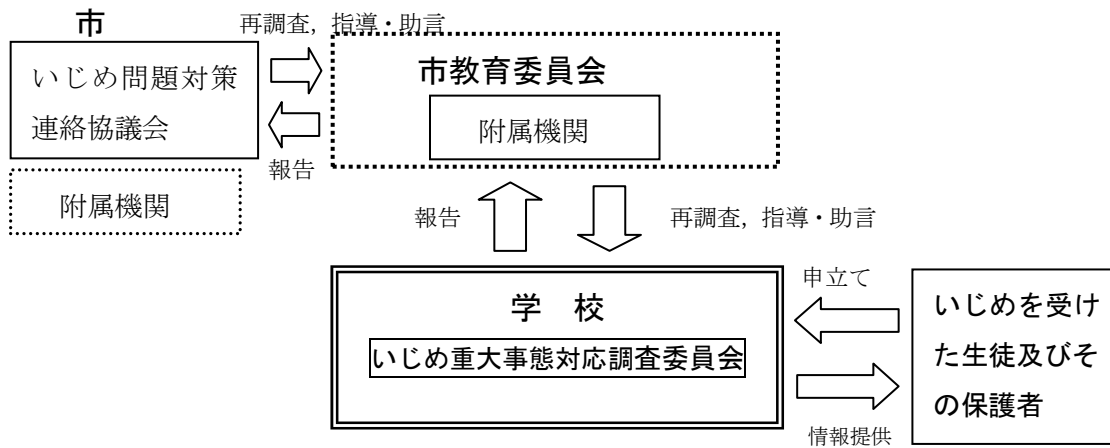 市
再調査，指導・助言
いじめ問題対策
連絡協議会
市教育委員会
附属機関
報告
附属機関
報告
再調査，指導・助言
学　校
いじめ重大事態対応調査委員会
申立て
いじめを受け
た生徒及びそ
の保護者
情報提供